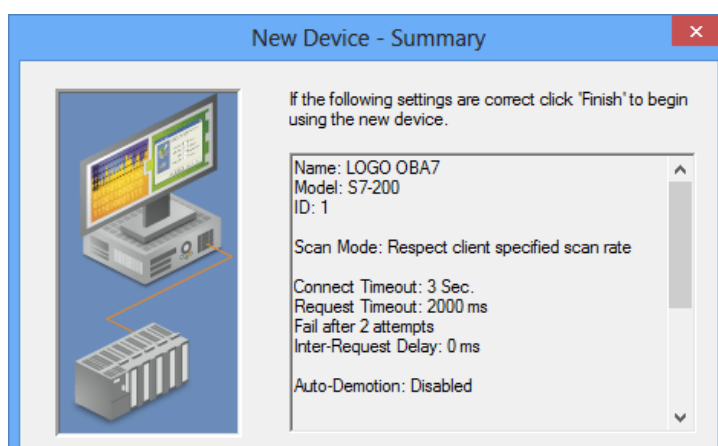 New Device - Summary
If the following settings are correct click 'Finish' to begin
using the new device.
Name: LOGO OBA7
Model: S7-200
ID: 1
Scan Mode: Respect client specified scan rate
Connect Timeout: 3 Sec.
Request Timeout: 2000 ms
Fail after 2 attempts
Inter-Request Delay: 0 ms
Auto-Demotion: Disabled